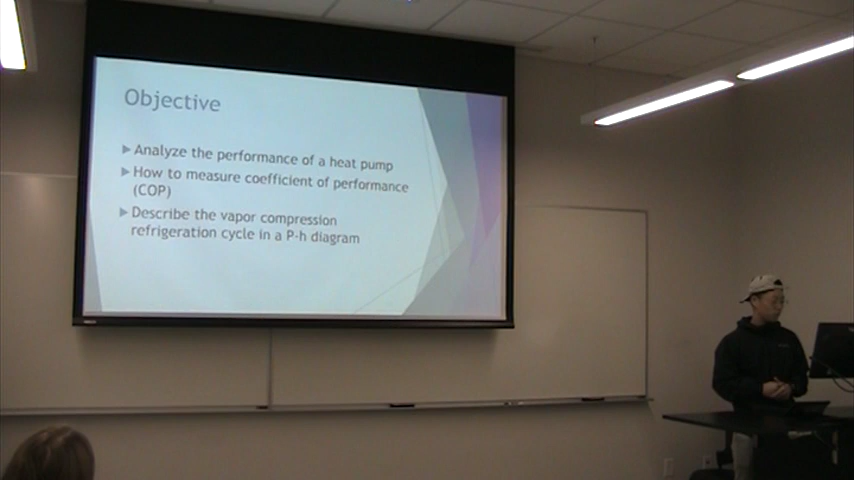 Objective
Analyze the performance of a heat pump
How to measure coefficient of performance
(COP)
Describe the vapor compression
refrigeration cycle in a P-h diagram